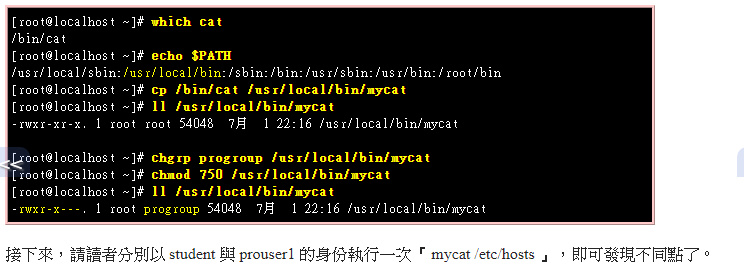 [root@localhost ~]# which cat
/bin/cat
[root@localhost ~]# echo $PATH
/usr/local/sbin:/usr/local/bin:/sbin:/bin:/usr/sbin:/usr/bin:/root/bin
[root@localhost ~]# cp /bin/cat /usr/local/bin/mycat
[root@localhost ~]# ll /usr/local/bin/mycat
-rwxr-xr-x. 1 root root 54048 7月 1 22:16 /usr/local/bin/mycat
[root@localhost ~]# chgrp progroup /usr/local/bin/mycat
[root@localhost ~]# chmod 750 /usr/local/bin/mycat
[root@localhost ~]# ll /usr/local/bin/mycat
-rwxr-x---. 1 root progroup 54048 7月 1 22:16 /usr/local/bin/mycat
接下來，請讀者分別以 student 與 prouser1 的身份執行一次『 mycat /etc/hosts 』，即可發現不同點了。